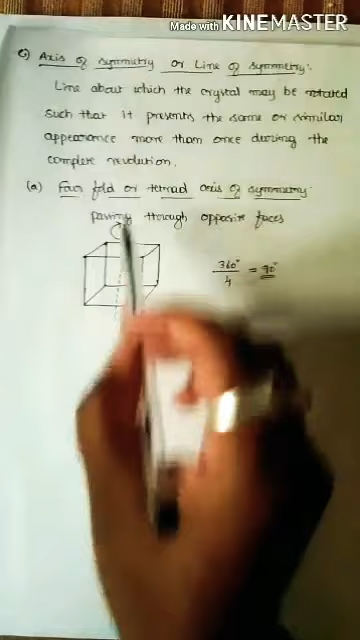 Made with KINEMASTER
C) Axis of symmetry or Line of symmetry:
Line about which the crystal may be rotated
such that it presents the same or similar
appearance more than once during the
complete revolution.
(a) Four fold or tetrad axis of symmetry
passing through opposite faces
360° / 4 = 90°